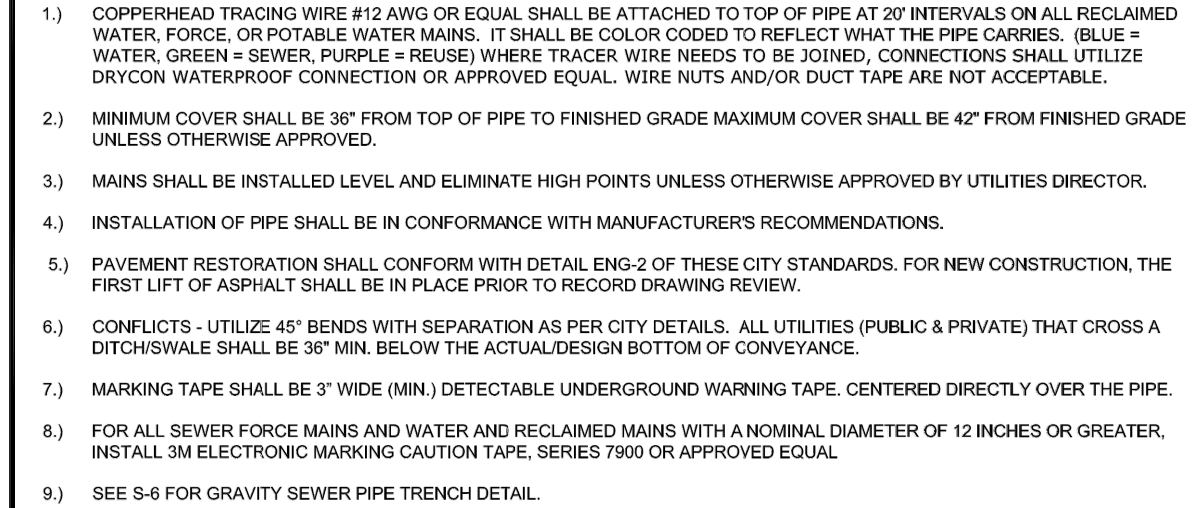 1.) COPPERHEAD TRACING WIRE #12 AWG OR EQUAL SHALL BE ATTACHED TO TOP OF PIPE AT 20' INTERVALS ON ALL RECLAIMED
WATER, FORCE, OR POTABLE WATER MAINS. IT SHALL BE COLOR CODED TO REFLECT WHAT THE PIPE CARRIES. (BLUE =
WATER, GREEN = SEWER, PURPLE = REUSE) WHERE TRACER WIRE NEEDS TO BE JOINED, CONNECTIONS SHALL UTILIZE
DRYCON WATERPROOF CONNECTION OR APPROVED EQUAL. WIRE NUTS AND/OR DUCT TAPE ARE NOT ACCEPTABLE.
2.) MINIMUM COVER SHALL BE 36" FROM TOP OF PIPE TO FINISHED GRADE MAXIMUM COVER SHALL BE 42" FROM FINISHED GRADE
UNLESS OTHERWISE APPROVED.
3.) MAINS SHALL BE INSTALLED LEVEL AND ELIMINATE HIGH POINTS UNLESS OTHERWISE APPROVED BY UTILITIES DIRECTOR.
4.) INSTALLATION OF PIPE SHALL BE IN CONFORMANCE WITH MANUFACTURER'S RECOMMENDATIONS.
5.) PAVEMENT RESTORATION SHALL CONFORM WITH DETAIL ENG-2 OF THESE CITY STANDARDS. FOR NEW CONSTRUCTION, THE
FIRST LIFT OF ASPHALT SHALL BE IN PLACE PRIOR TO RECORD DRAWING REVIEW.
6.) CONFLICTS - UTILIZE 45° BENDS WITH SEPARATION AS PER CITY DETAILS. ALL UTILITIES (PUBLIC & PRIVATE) THAT CROSS A
DITCH/SWALE SHALL BE 36" MIN. BELOW THE ACTUAL/DESIGN BOTTOM OF CONVEYANCE.
7.) MARKING TAPE SHALL BE 3” WIDE (MIN.) DETECTABLE UNDERGROUND WARNING TAPE. CENTERED DIRECTLY OVER THE PIPE.
8.) FOR ALL SEWER FORCE MAINS AND WATER AND RECLAIMED MAINS WITH A NOMINAL DIAMETER OF 12 INCHES OR GREATER,
INSTALL 3M ELECTRONIC MARKING CAUTION TAPE, SERIES 7900 OR APPROVED EQUAL
9.) SEE S-6 FOR GRAVITY SEWER PIPE TRENCH DETAIL.